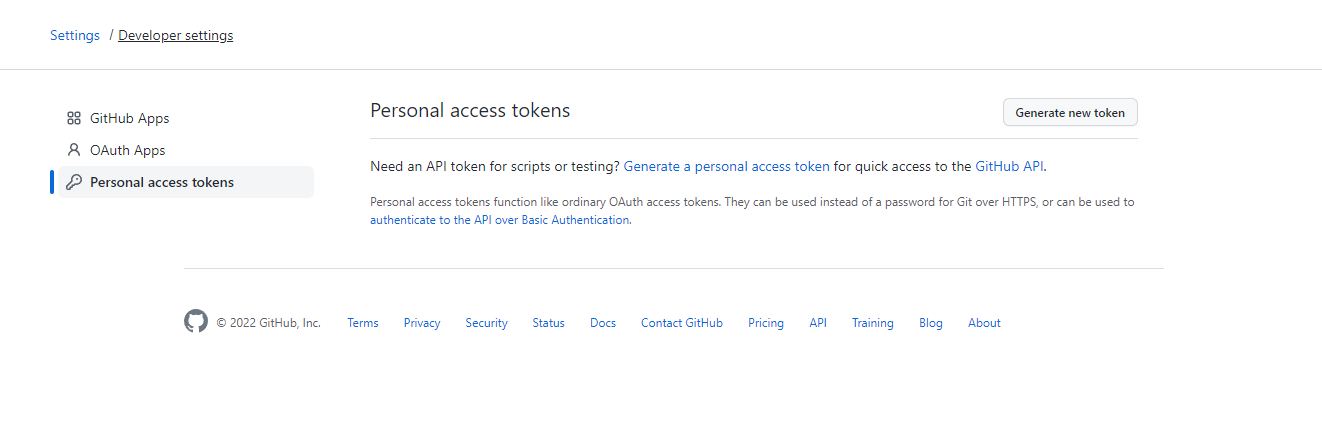 Settings / Developer settings
GitHub Apps
OAuth Apps
Personal access tokens
Personal access tokens
Generate new token
Need an API token for scripts or testing? Generate a personal access token for quick access to the GitHub API.
Personal access tokens function like ordinary OAuth access tokens. They can be used instead of a password for Git over HTTPS, or can be used to
authenticate to the API over Basic Authentication.
© 2022 GitHub, Inc. Terms Privacy Security Status Docs Contact GitHub Pricing API Training Blog About